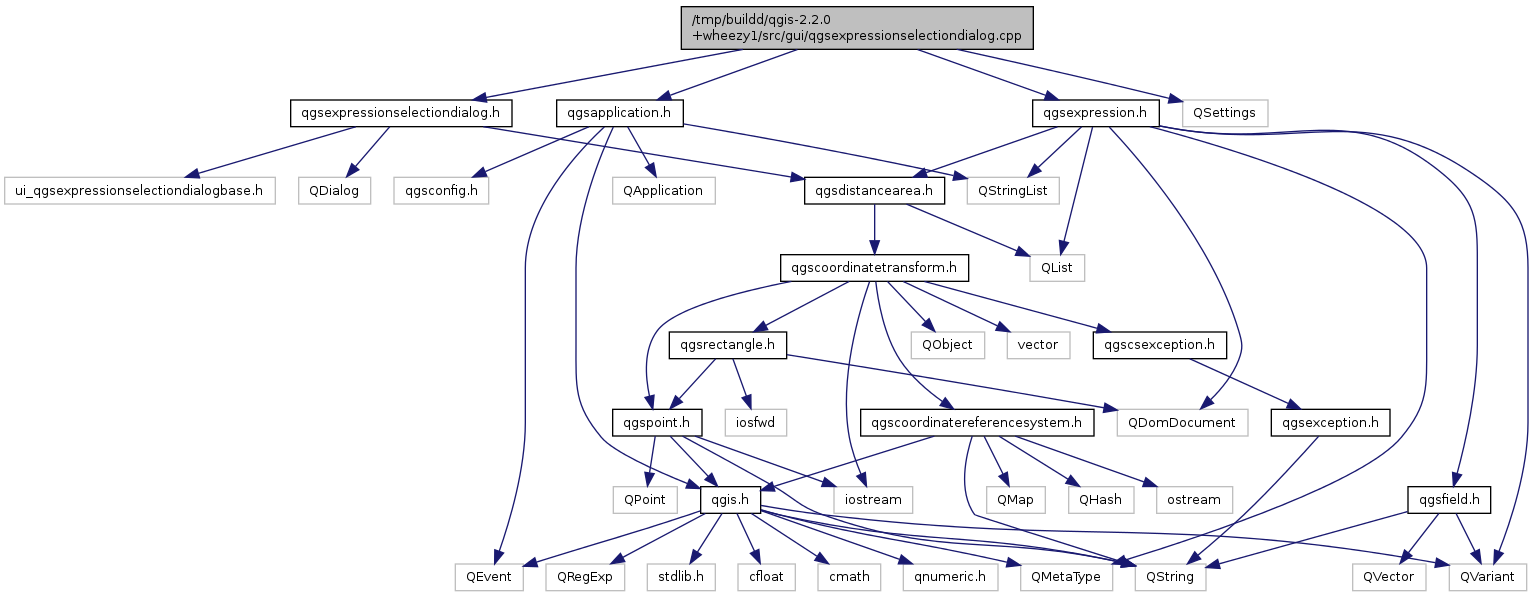 /tmp/buildd/qgis-2.2.0
+wheezy1/src/gui/qgsexpressionselectiondialog.cpp
qgsexpressionselectiondialog.h
qgsapplication.h
qgsexpression.h
QSettings
ui_qgsexpressionselectiondialogbase.h
QDialog
qgsconfig.h
QApplication
qgsdistancearea.h
QStringList
qgscoordinatetransform.h
QList
qgsrectangle.h
QObject
vector
qgscsexception.h
qgspoint.h
iosfwd
qgscoordinatereferencesystem.h
QDomDocument
qgsexception.h
QPoint
qgis.h
iostream
QMap
QHash
ostream
qgsfield.h
QEvent
QRegExp
stdlib.h
cfloat
cmath
qnumeric.h
QMetaType
QString
QVector
QVariant